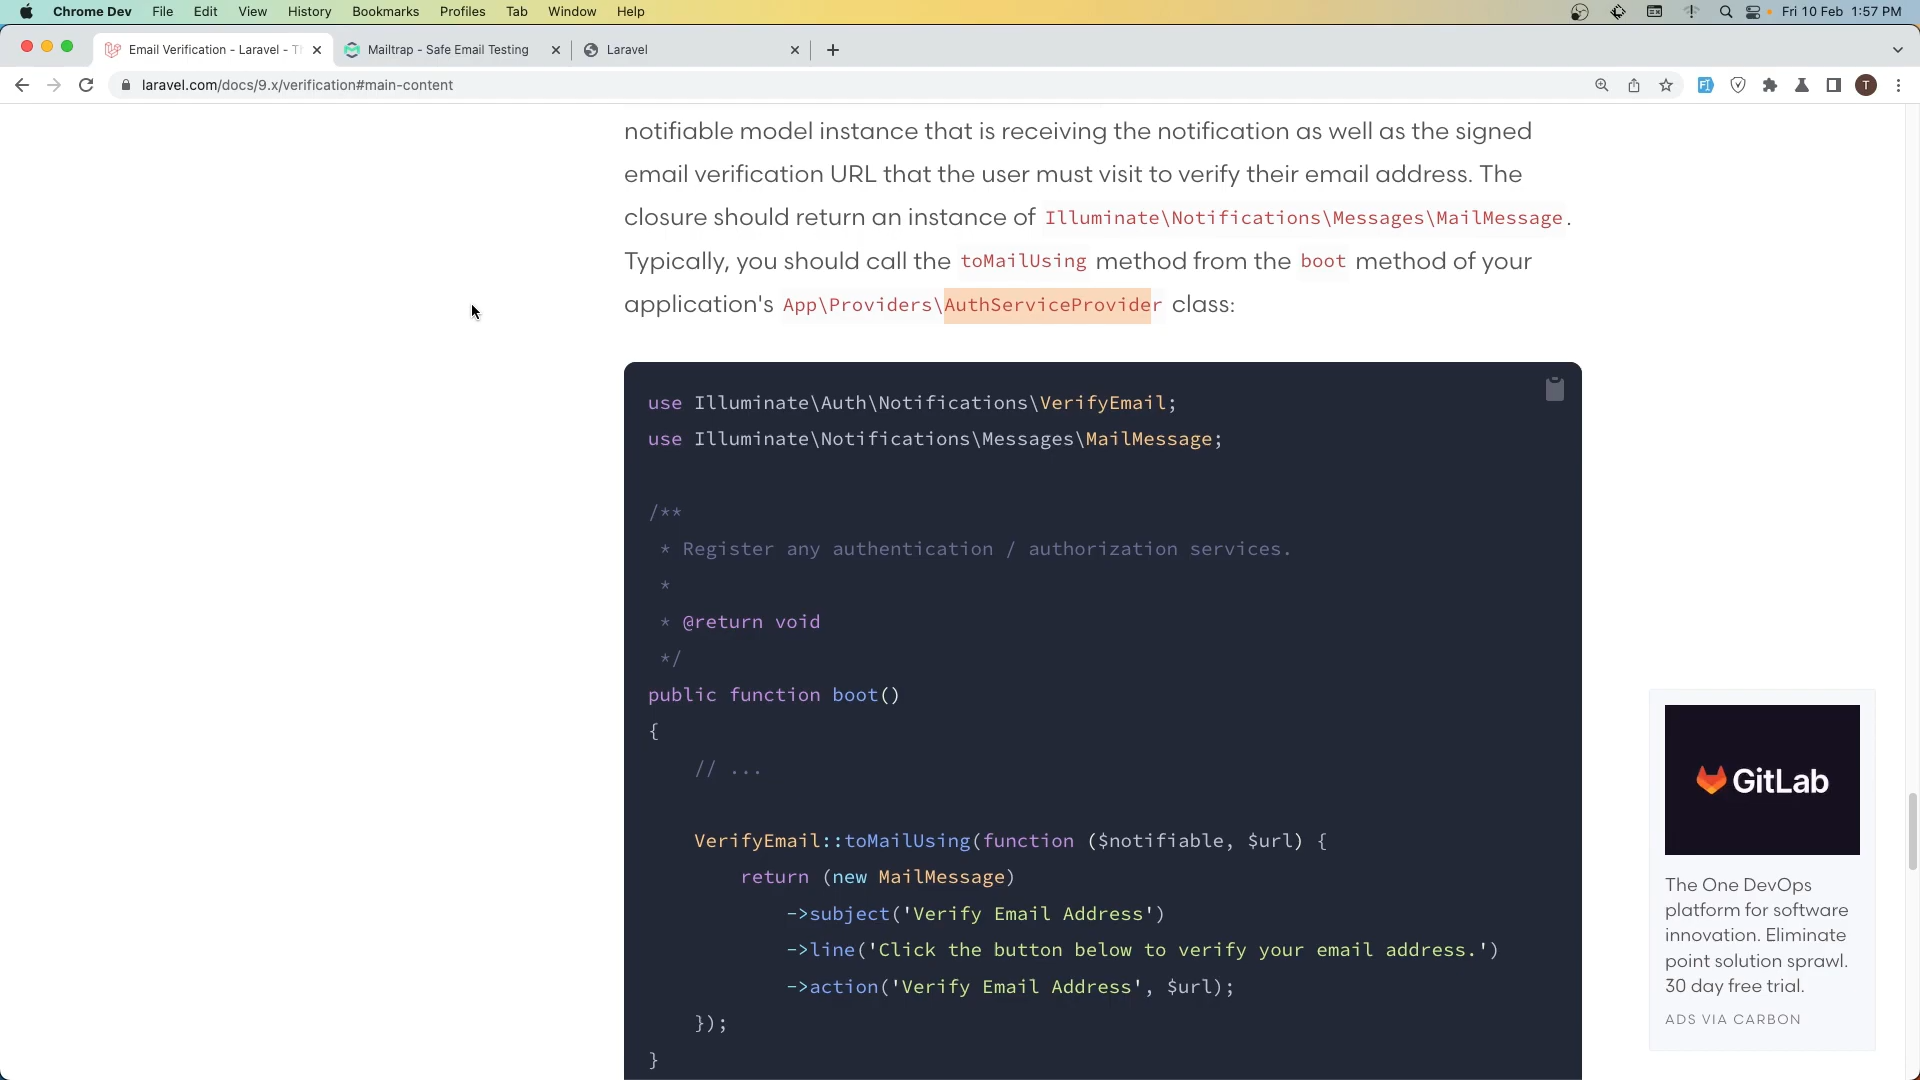 Chrome Dev File Edit View History Bookmarks Profiles Tab Window Help Fri 10 Feb 1:57 PM
Email Verification - Laravel - Th Mailtrap - Safe Email Testing Laravel
laravel.com/docs/9.x/verification#main-content T
notifiable model instance that is receiving the notification as well as the signed
email verification URL that the user must visit to verify their email address. The
closure should return an instance of Illuminate\Notifications\Messages\MailMessage.
Typically, you should call the toMailUsing method from the boot method of your
application's App\Providers\AuthServiceProvider class:
use Illuminate\Auth\Notifications\VerifyEmail;
use Illuminate\Notifications\Messages\MailMessage;
/**
* Register any authentication / authorization services.
*
* @return void
*/
public function boot()
{
// ...
VerifyEmail::toMailUsing(function ($notifiable, $url) {
return (new MailMessage)
->subject('Verify Email Address')
->line('Click the button below to verify your email address.')
->action('Verify Email Address', $url);
});
}
GitLab
The One DevOps
platform for software
innovation. Eliminate
point solution sprawl.
30 day free trial.
ADS VIA CARBON